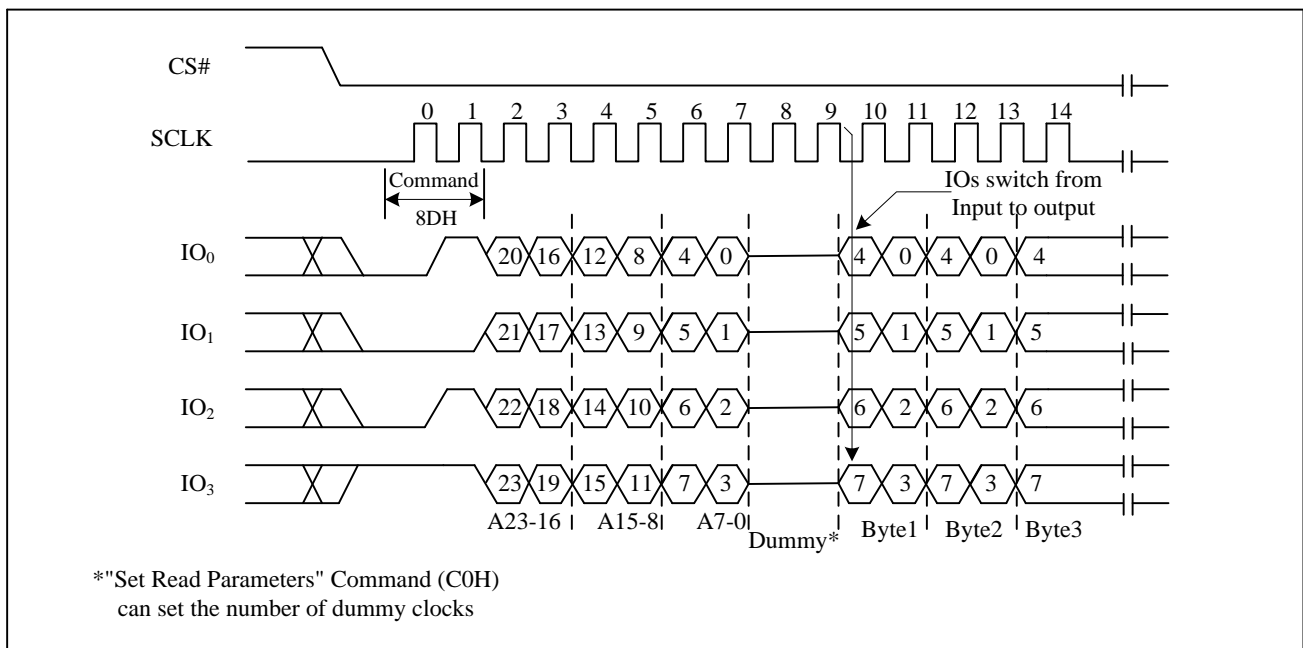 CS#
0 1 2 3 4 5 6 7 8 9 10 11 12 13 14
SCLK
Command
8DH
IOs switch from
Input to output
IO0 20 16 12 8 4 0 4 0 4 0 4
IO1 21 17 13 9 5 1 5 1 5 1 5
IO2 22 18 14 10 6 2 6 2 6 2 6
IO3 23 19 15 11 7 3 7 3 7 3 7
A23-16 A15-8 A7-0 Dummy* Byte1 Byte2 Byte3
*"Set Read Parameters" Command (C0H)
can set the number of dummy clocks